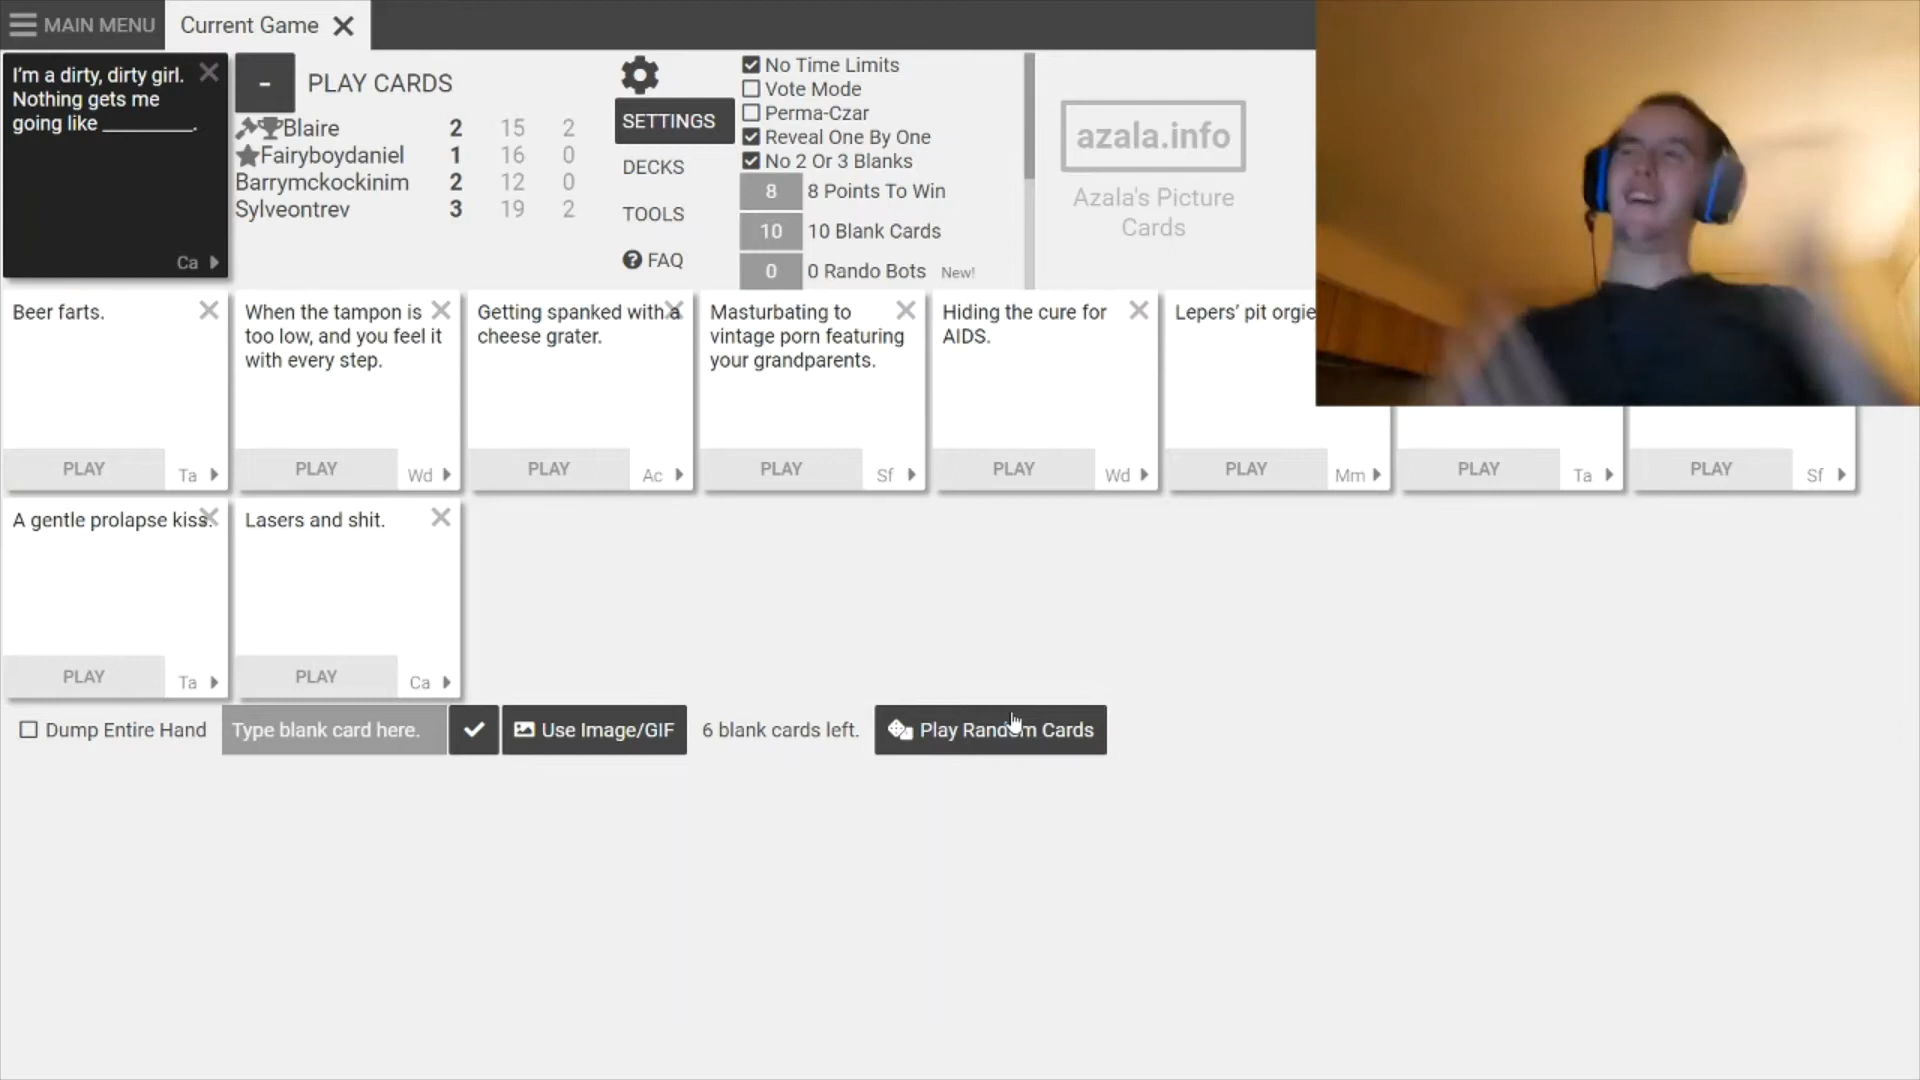 MAIN MENU
Current Game
I'm a dirty, dirty girl.
Nothing gets me
going like _________.
Ca
-
PLAY CARDS
Blaire 2 15 2
Fairyboydaniel 1 16 0
Barrymckockinim 2 12 0
Sylveontrev 3 19 2
SETTINGS
DECKS
TOOLS
? FAQ
No Time Limits
Vote Mode
Perma-Czar
Reveal One By One
No 2 Or 3 Blanks
8 8 Points To Win
10 10 Blank Cards
0 0 Rando Bots New!
azala.info
Azala's Picture
Cards
Beer farts.
PLAY Ta
When the tampon is
too low, and you feel it
with every step.
PLAY Wd
Getting spanked with a
cheese grater.
PLAY Ac
Masturbating to
vintage porn featuring
your grandparents.
PLAY Sf
Hiding the cure for
AIDS.
PLAY Wd
Lepers' pit orgie
PLAY Mm
PLAY Ta
PLAY Sf
A gentle prolapse kiss.
PLAY Ta
Lasers and shit.
PLAY Ca
Dump Entire Hand
Type blank card here.
Use Image/GIF
6 blank cards left.
Play Random Cards